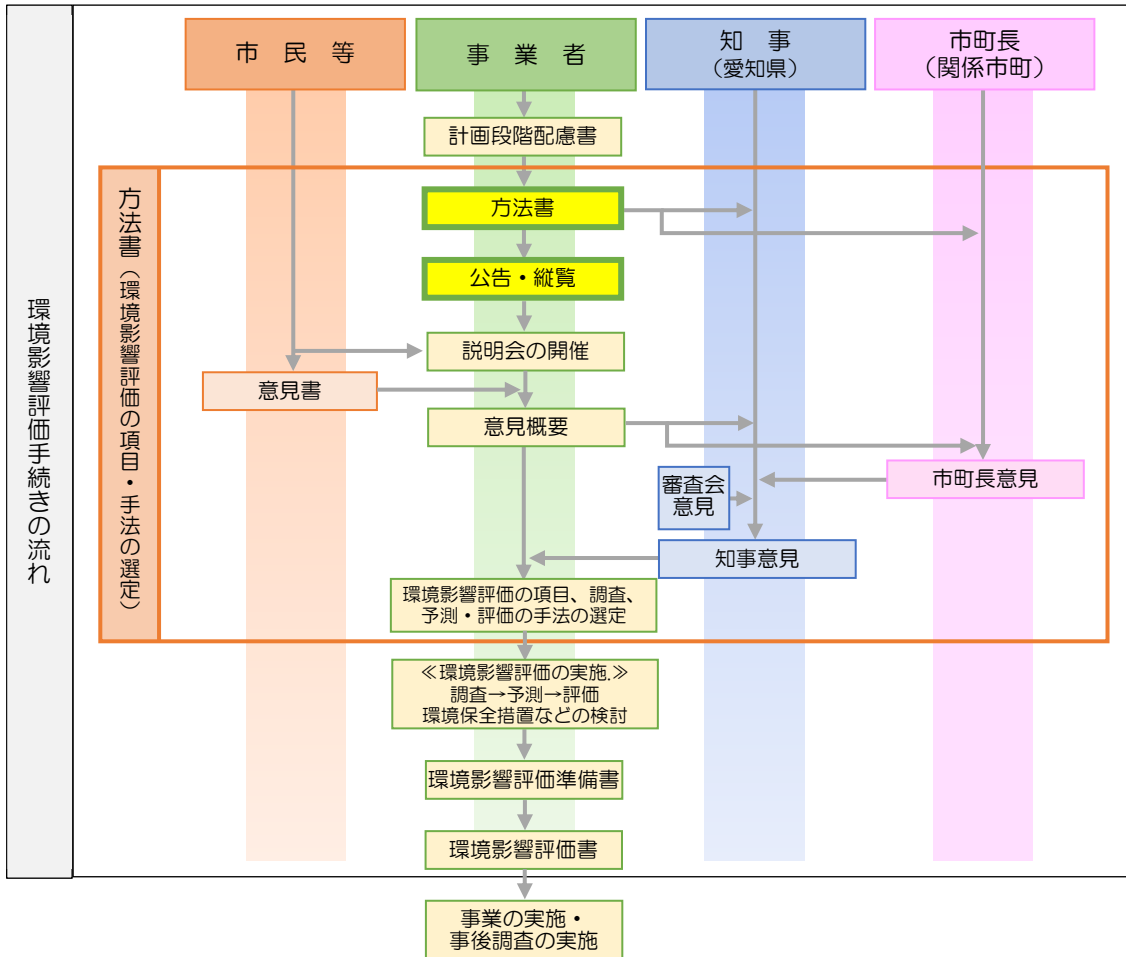 市 民 等
事 業 者
知 事
（愛知県）
市町長
（関係市町）
計画段階配慮書
環境影響評価手続きの流れ
方法書（環境影響評価の項目・手法の選定）
方法書
公告・縦覧
説明会の開催
意見書
意見概要
市町長意見
審査会
意見
知事意見
環境影響評価の項目、調査、
予測・評価の手法の選定
≪環境影響評価の実施.≫
調査→予測→評価
環境保全措置などの検討
環境影響評価準備書
環境影響評価書
事業の実施・
事後調査の実施